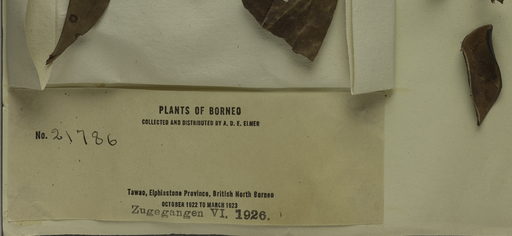 PLANTS OF BORNEO
COLLECTED AND DISTRIBUTED BY A. D. E. ELMER
No. 21786
Tawao, Elphinstone Province, British North Borneo
OCTOBER 1922 TO MARCH 1923
Zugegangen VI. 1926.